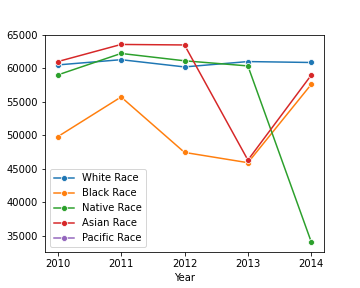 65000
60000
55000
50000
45000
40000
35000
White Race
Black Race
Native Race
Asian Race
Pacific Race
2010 2011 2012 2013 2014
Year